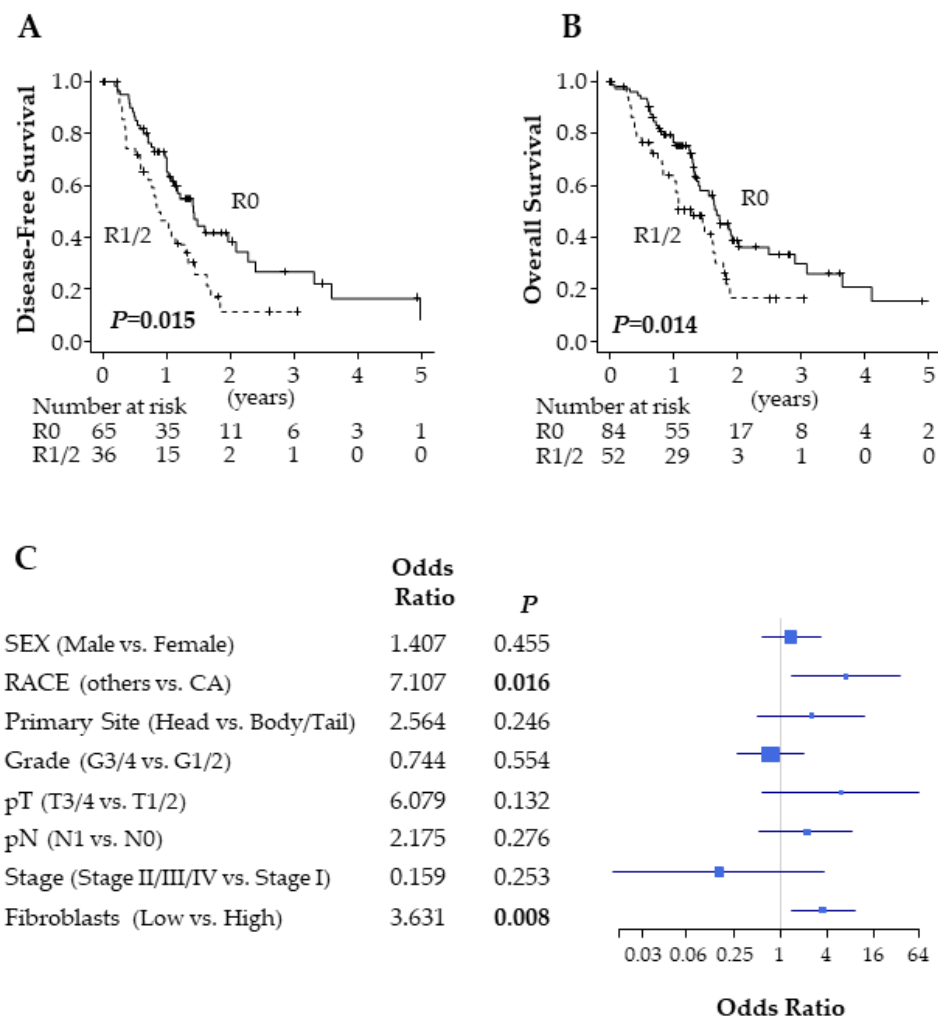 A
Disease-Free Survival
1.0
0.8
0.6
0.4
0.2
0.0
R0
R1/2
P=0.015
0 1 2 3 4 5
(years)
Number at risk
R0 65 35 11 6 3 1
R1/2 36 15 2 1 0 0
B
Overall Survival
1.0
0.8
0.6
0.4
0.2
0.0
R0
R1/2
P=0.014
0 1 2 3 4 5
(years)
Number at risk
R0 84 55 17 8 4 2
R1/2 52 29 3 1 0 0
C
Odds
Ratio P
SEX (Male vs. Female) 1.407 0.455
RACE (others vs. CA) 7.107 0.016
Primary Site (Head vs. Body/Tail) 2.564 0.246
Grade (G3/4 vs. G1/2) 0.744 0.554
pT (T3/4 vs. T1/2) 6.079 0.132
pN (N1 vs. N0) 2.175 0.276
Stage (Stage II/III/IV vs. Stage I) 0.159 0.253
Fibroblasts (Low vs. High) 3.631 0.008
0.03 0.06 0.25 1 4 16 64
Odds Ratio